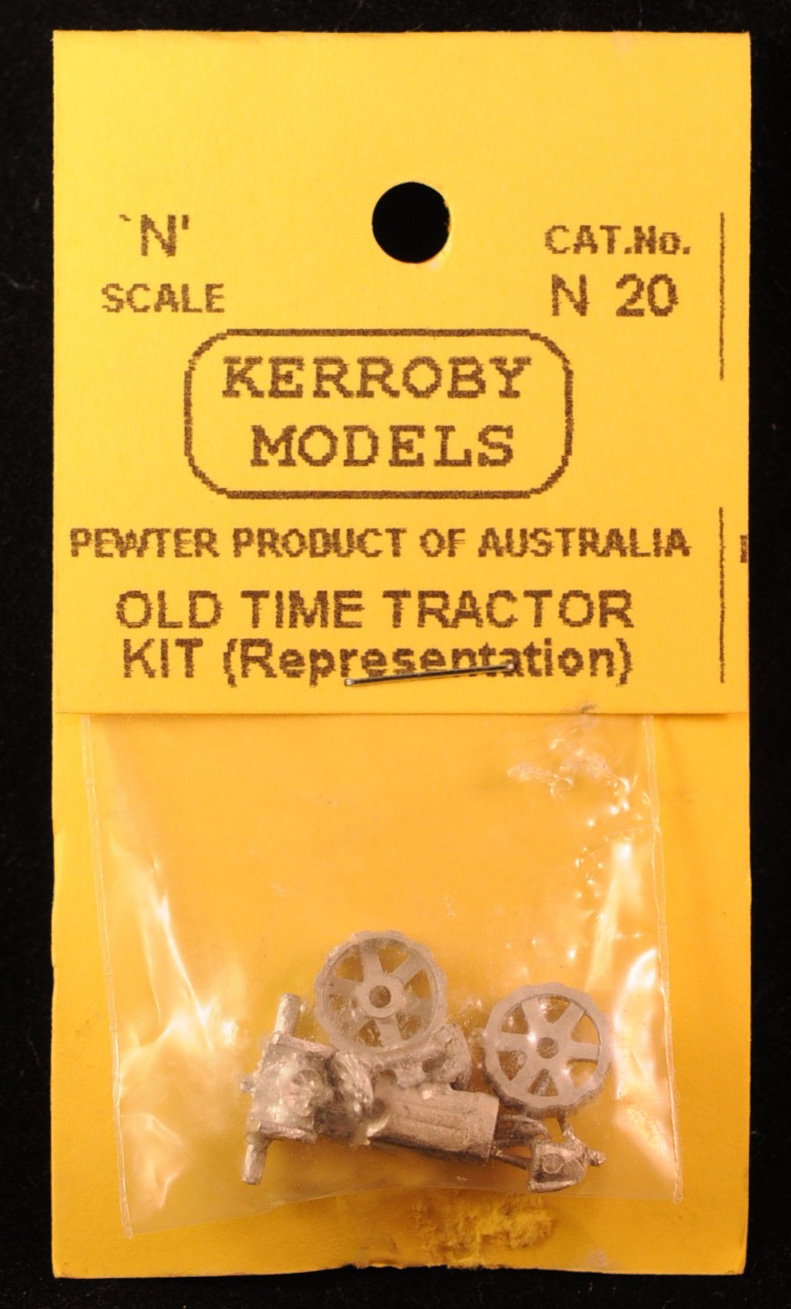 `N'
SCALE
CAT.No.
N 20
KERROBY
MODELS
PEWTER PRODUCT OF AUSTRALIA
OLD TIME TRACTOR
KIT (Representation)